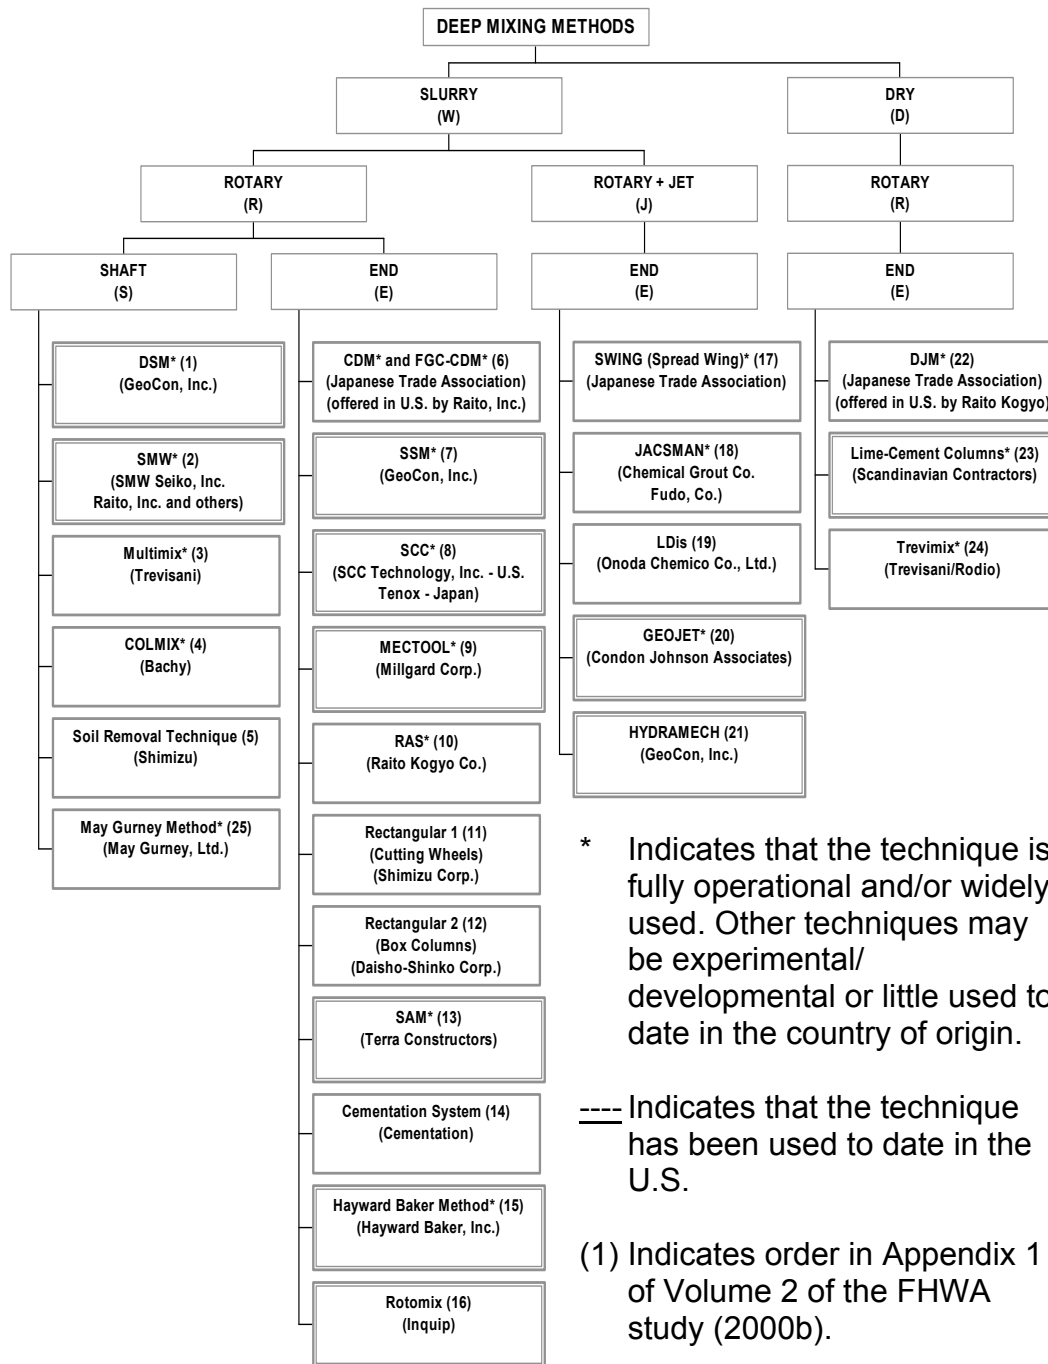 DEEP MIXING METHODS
SLURRY
(W)
DRY
(D)
ROTARY
(R)
ROTARY + JET
(J)
ROTARY
(R)
SHAFT
(S)
END
(E)
END
(E)
END
(E)
DSM* (1)
(GeoCon, Inc.)
SMW* (2)
(SMW Seiko, Inc.
Raito, Inc. and others)
Multimix* (3)
(Trevisani)
COLMIX* (4)
(Bachy)
Soil Removal Technique (5)
(Shimizu)
May Gurney Method* (25)
(May Gurney, Ltd.)
CDM* and FGC-CDM* (6)
(Japanese Trade Association)
(offered in U.S. by Raito, Inc.)
SSM* (7)
(GeoCon, Inc.)
SCC* (8)
(SCC Technology, Inc. - U.S.
Tenox - Japan)
MECTOOL* (9)
(Millgard Corp.)
RAS* (10)
(Raito Kogyo Co.)
Rectangular 1 (11)
(Cutting Wheels)
(Shimizu Corp.)
Rectangular 2 (12)
(Box Columns)
(Daisho-Shinko Corp.)
SAM* (13)
(Terra Constructors)
Cementation System (14)
(Cementation)
Hayward Baker Method* (15)
(Hayward Baker, Inc.)
Rotomix (16)
(Inquip)
SWING (Spread Wing)* (17)
(Japanese Trade Association)
JACSMAN* (18)
(Chemical Grout Co.
Fudo, Co.)
LDis (19)
(Onoda Chemico Co., Ltd.)
GEOJET* (20)
(Condon Johnson Associates)
HYDRAMECH (21)
(GeoCon, Inc.)
DJM* (22)
(Japanese Trade Association)
(offered in U.S. by Raito Kogyo)
Lime-Cement Columns* (23)
(Scandinavian Contractors)
Trevimix* (24)
(Trevisani/Rodio)
* Indicates that the technique is
fully operational and/or widely
used. Other techniques may
be experimental/
developmental or little used to
date in the country of origin.
---- Indicates that the technique
has been used to date in the
U.S.
(1) Indicates order in Appendix 1
of Volume 2 of the FHWA
study (2000b).